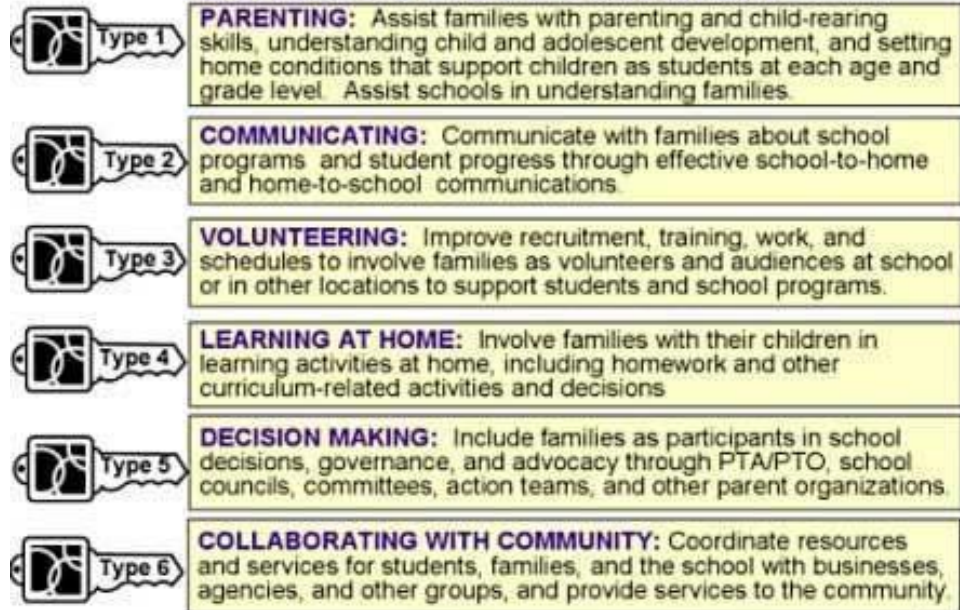 Type 1
PARENTING: Assist families with parenting and child-rearing
skills, understanding child and adolescent development, and setting
home conditions that support children as students at each age and
grade level. Assist schools in understanding families.
Type 2
COMMUNICATING: Communicate with families about school
programs and student progress through effective school-to-home
and home-to-school communications.
Type 3
VOLUNTEERING: Improve recruitment, training, work, and
schedules to involve families as volunteers and audiences at school
or in other locations to support students and school programs.
Type 4
LEARNING AT HOME: Involve families with their children in
learning activities at home, including homework and other
curriculum-related activities and decisions
Type 5
DECISION MAKING: Include families as participants in school
decisions, governance, and advocacy through PTA/PTO, school
councils, committees, action teams, and other parent organizations.
Type 6
COLLABORATING WITH COMMUNITY: Coordinate resources
and services for students, families, and the school with businesses,
agencies, and other groups, and provide services to the community.